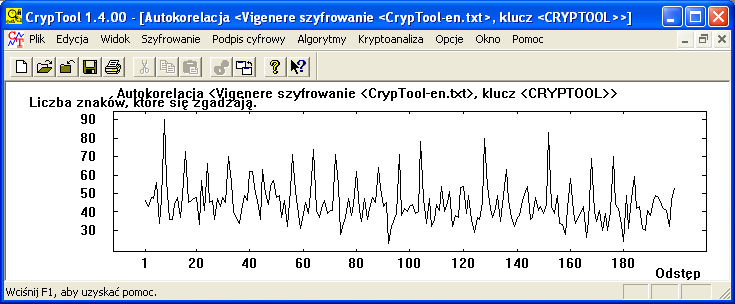 CrypTool 1.4.00 - [Autokorelacja <Vigenere szyfrowanie <CrypTool-en.txt>, klucz <CRYPTOOL>>]
Plik Edycja Widok Szyfrowanie Podpis cyfrowy Algorytmy Kryptoanaliza Opcje Okno Pomoc
Autokorelacja <Vigenere szyfrowanie <CrypTool-en.txt>, klucz <CRYPTOOL>>
Liczba znaków, które się zgadzają.
90
80
70
60
50
40
30
1 20 40 60 80 100 120 140 160 180
Odstęp
Wciśnij F1, aby uzyskać pomoc.